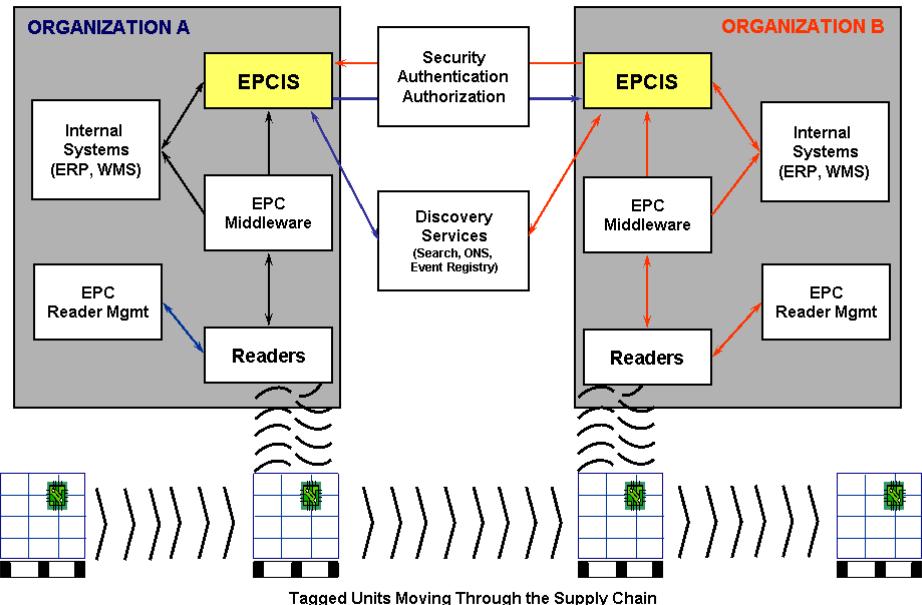 ORGANIZATION A
EPCIS
Internal
Systems
(ERP, WMS)
EPC
Middleware
EPC
Reader Mgmt
Readers
Security
Authentication
Authorization
Discovery
Services
(Search, ONS,
Event Registry)
ORGANIZATION B
EPCIS
Internal
Systems
(ERP, WMS)
EPC
Middleware
EPC
Reader Mgmt
Readers
Tagged Units Moving Through the Supply Chain